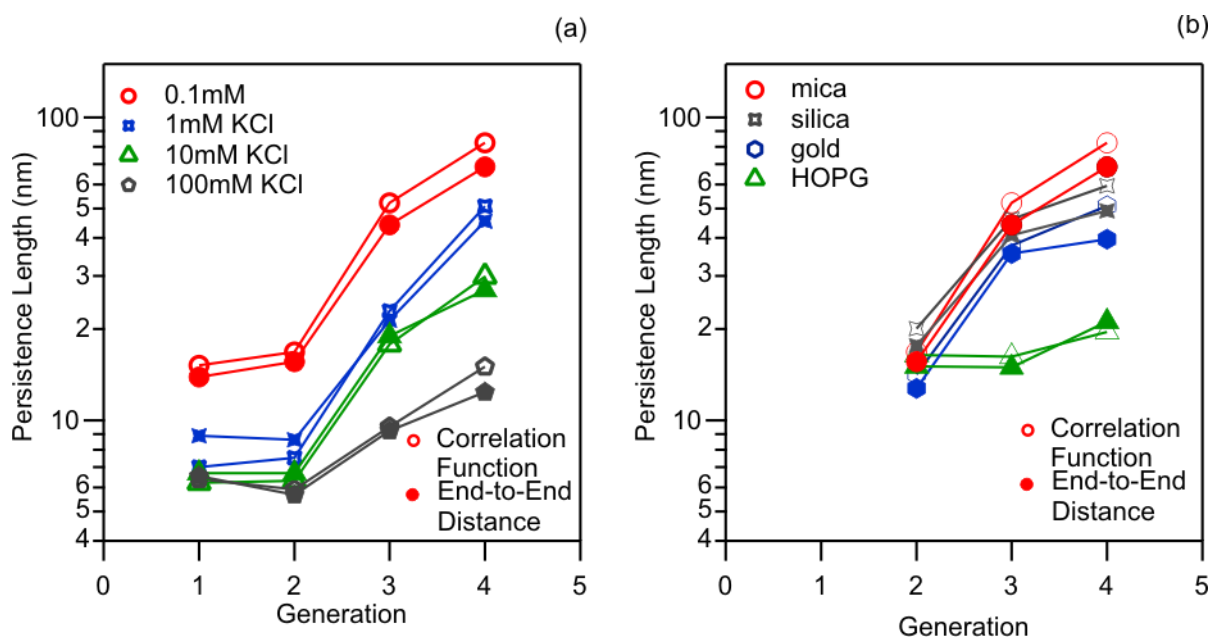 (a)
100
6
5
4
3
2
10
6
5
4
Persistence Length (nm)
0.1mM
1mM KCl
10mM KCl
100mM KCl
Correlation
Function
End-to-End
Distance
0 1 2 3 4 5
Generation
(b)
100
6
5
4
3
2
10
6
5
4
Persistence Length (nm)
mica
silica
gold
HOPG
Correlation
Function
End-to-End
Distance
0 1 2 3 4 5
Generation